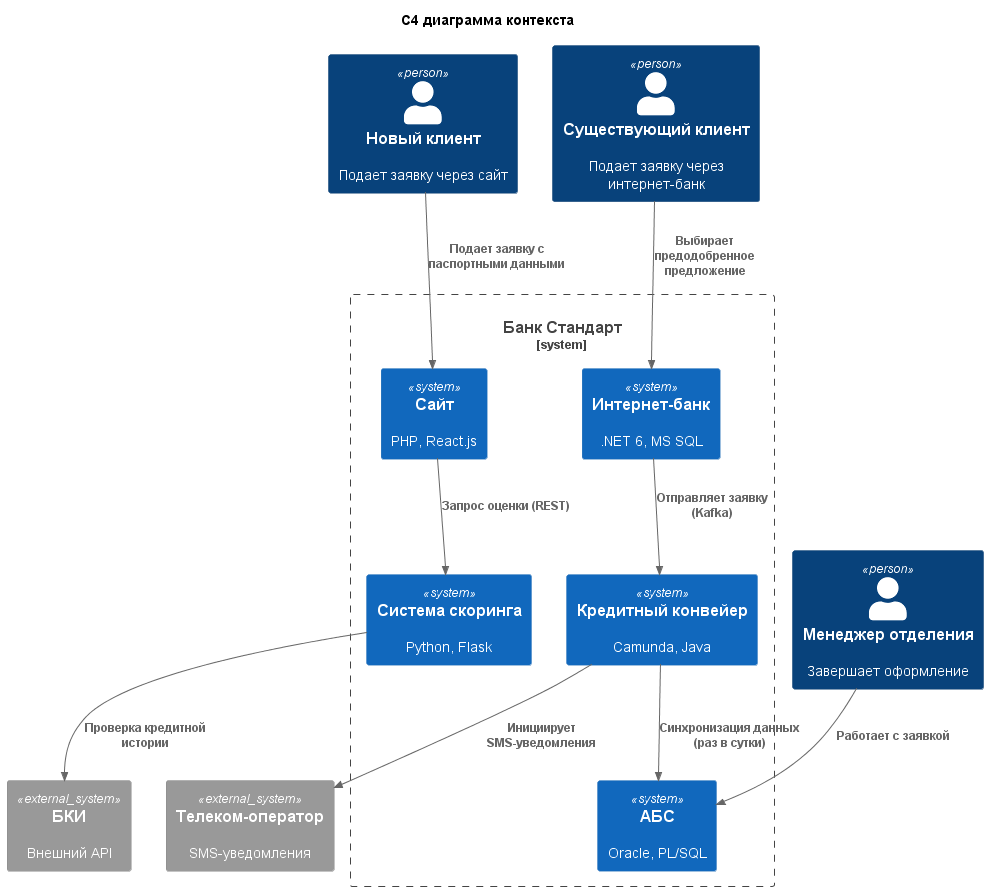 C4 диаграмма контекста
«person»
Новый клиент
Подает заявку через сайт
«person»
Существующий клиент
Подает заявку через
интернет-банк
Подает заявку с
паспортными данными
Выбирает
предодобренное
предложение
Банк Стандарт
[system]
«system»
Сайт
PHP, React.js
«system»
Интернет-банк
.NET 6, MS SQL
Запрос оценки (REST)
Отправляет заявку
(Kafka)
«system»
Система скоринга
Python, Flask
«system»
Кредитный конвейер
Camunda, Java
«person»
Менеджер отделения
Завершает оформление
Проверка кредитной
истории
Инициирует
SMS-уведомления
Синхронизация данных
(раз в сутки)
Работает с заявкой
«external_system»
БКИ
Внешний API
«external_system»
Телеком-оператор
SMS-уведомления
«system»
АБС
Oracle, PL/SQL